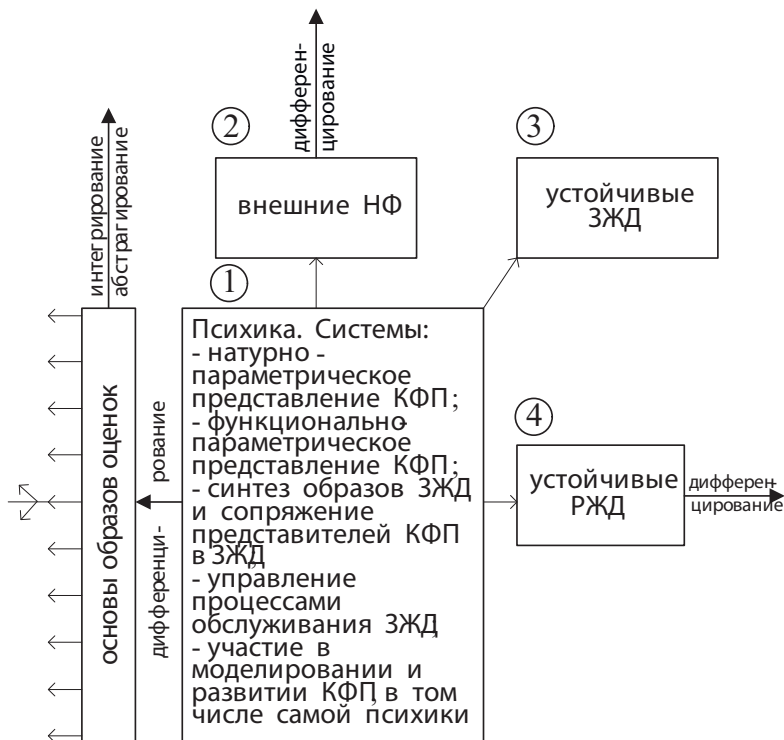 дифферен-
цирование
2
внешние НФ
3
устойчивые
ЗЖД
интегрирование
абстрагирование
1
Психика. Системы:
- натурно -
параметрическое
представление КФП;
- функционально-
параметрическое
представление КФП;
- синтез образов ЗЖД
и сопряжение
представителей КФП
в ЗЖД,
- управление
процессами
обслуживания ЗЖД,
- участие в
моделировании и
развитии КФП, в том
числе самой психики
основы образов оценок
дифференци-
рование
4
устойчивые
РЖД
дифферен-
цирование